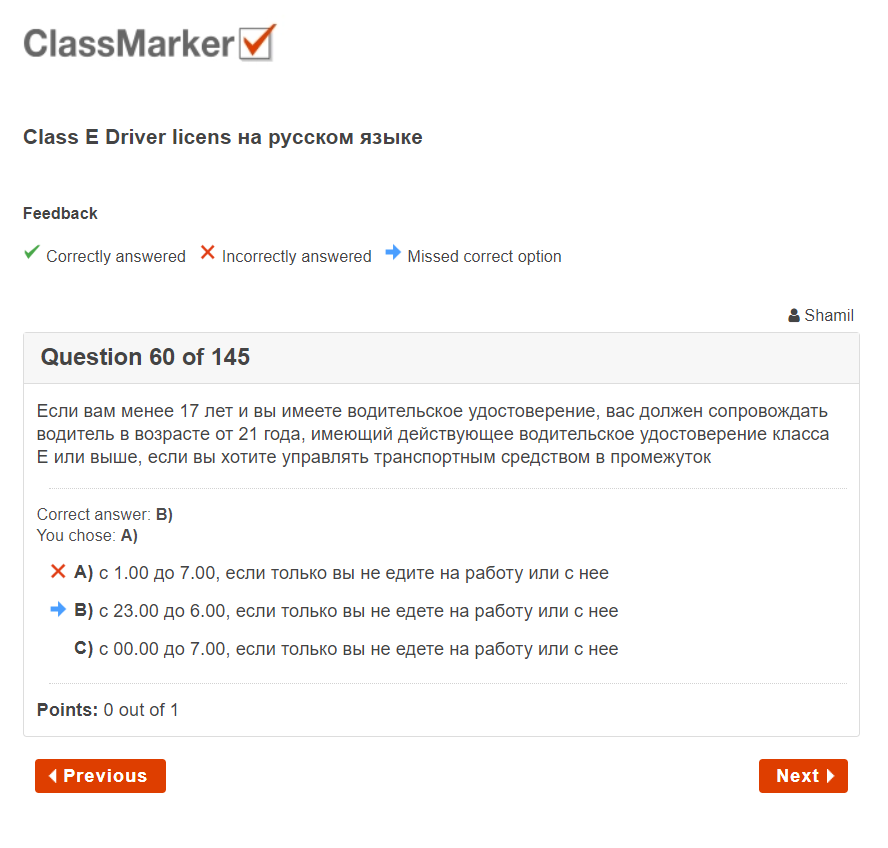 ClassMarker
Class E Driver licens на русском языке
Feedback
Correctly answered Incorrectly answered Missed correct option
Shamil
Question 60 of 145
Если вам менее 17 лет и вы имеете водительское удостоверение, вас должен сопровождать
водитель в возрасте от 21 года, имеющий действующее водительское удостоверение класса
Е или выше, если вы хотите управлять транспортным средством в промежуток
Correct answer: B)
You chose: A)
A) с 1.00 до 7.00, если только вы не едите на работу или с нее
B) с 23.00 до 6.00, если только вы не едете на работу или с нее
C) с 00.00 до 7.00, если только вы не едете на работу или с нее
Points: 0 out of 1
Previous
Next